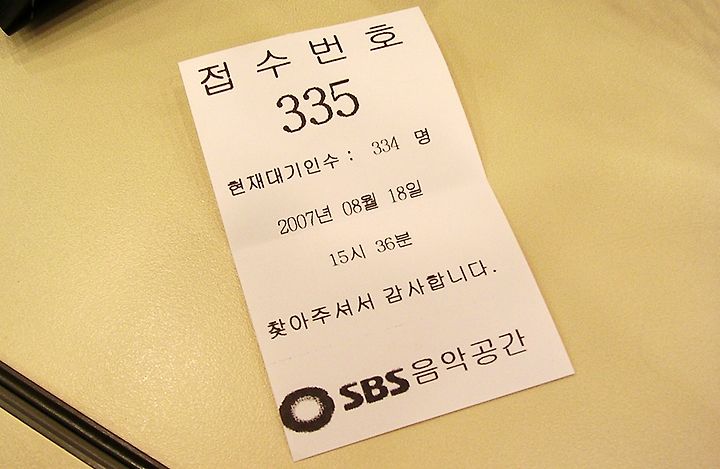 접수번호
335
현재대기인수 : 334 명
2007년 08월 18일
15시 36분
찾아주셔서 감사합니다.
SBS음악공간